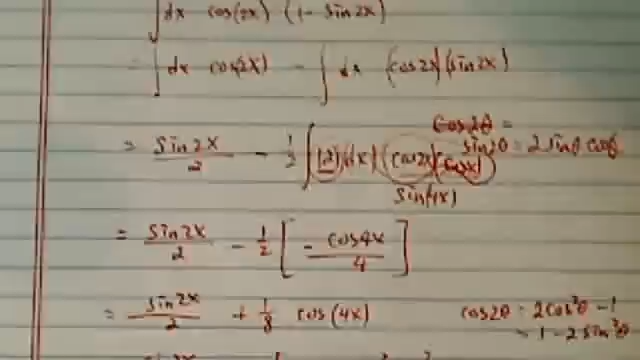 ∫dx cos(2x) (1 - sin2x)
∫dx cos(2x) - ∫dx (cos2x)(sin2x)
cos2θ =
sin2θ = 2sinθ cosθ
= sin2x/2 - 1/2 ∫(2)(dx)(cos2x)
sin(4x)
= sin2x/2 - 1/2 [- cos4x/4]
= sin2x/2 + 1/8 cos(4x)
cos2θ = 2cos²θ - 1
= 1 - 2sin²θ